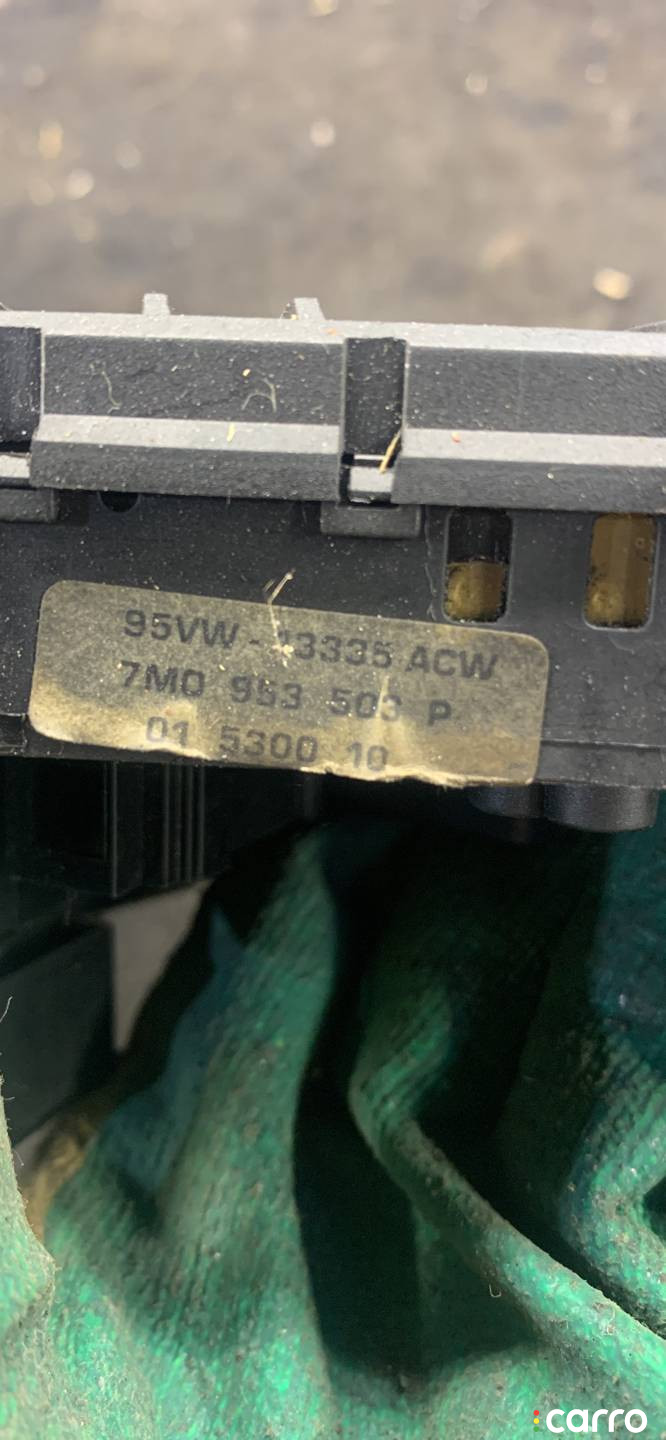 95VW - 13335 ACW
7M0 953 503 P
01 5300 10
carro